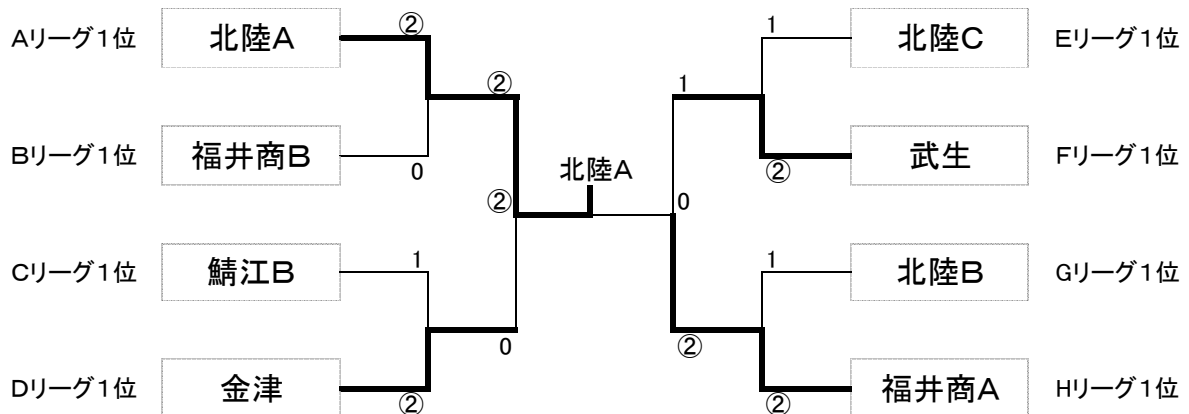 Aリーグ1位 北陸A ② 1 北陸C Eリーグ1位
② 1
Bリーグ1位 福井商B 0 北陸A 武生 ② Fリーグ1位
② 0
Cリーグ1位 鯖江B 1 1 北陸B Gリーグ1位
0 ②
Dリーグ1位 金津 ② ② 福井商A Hリーグ1位